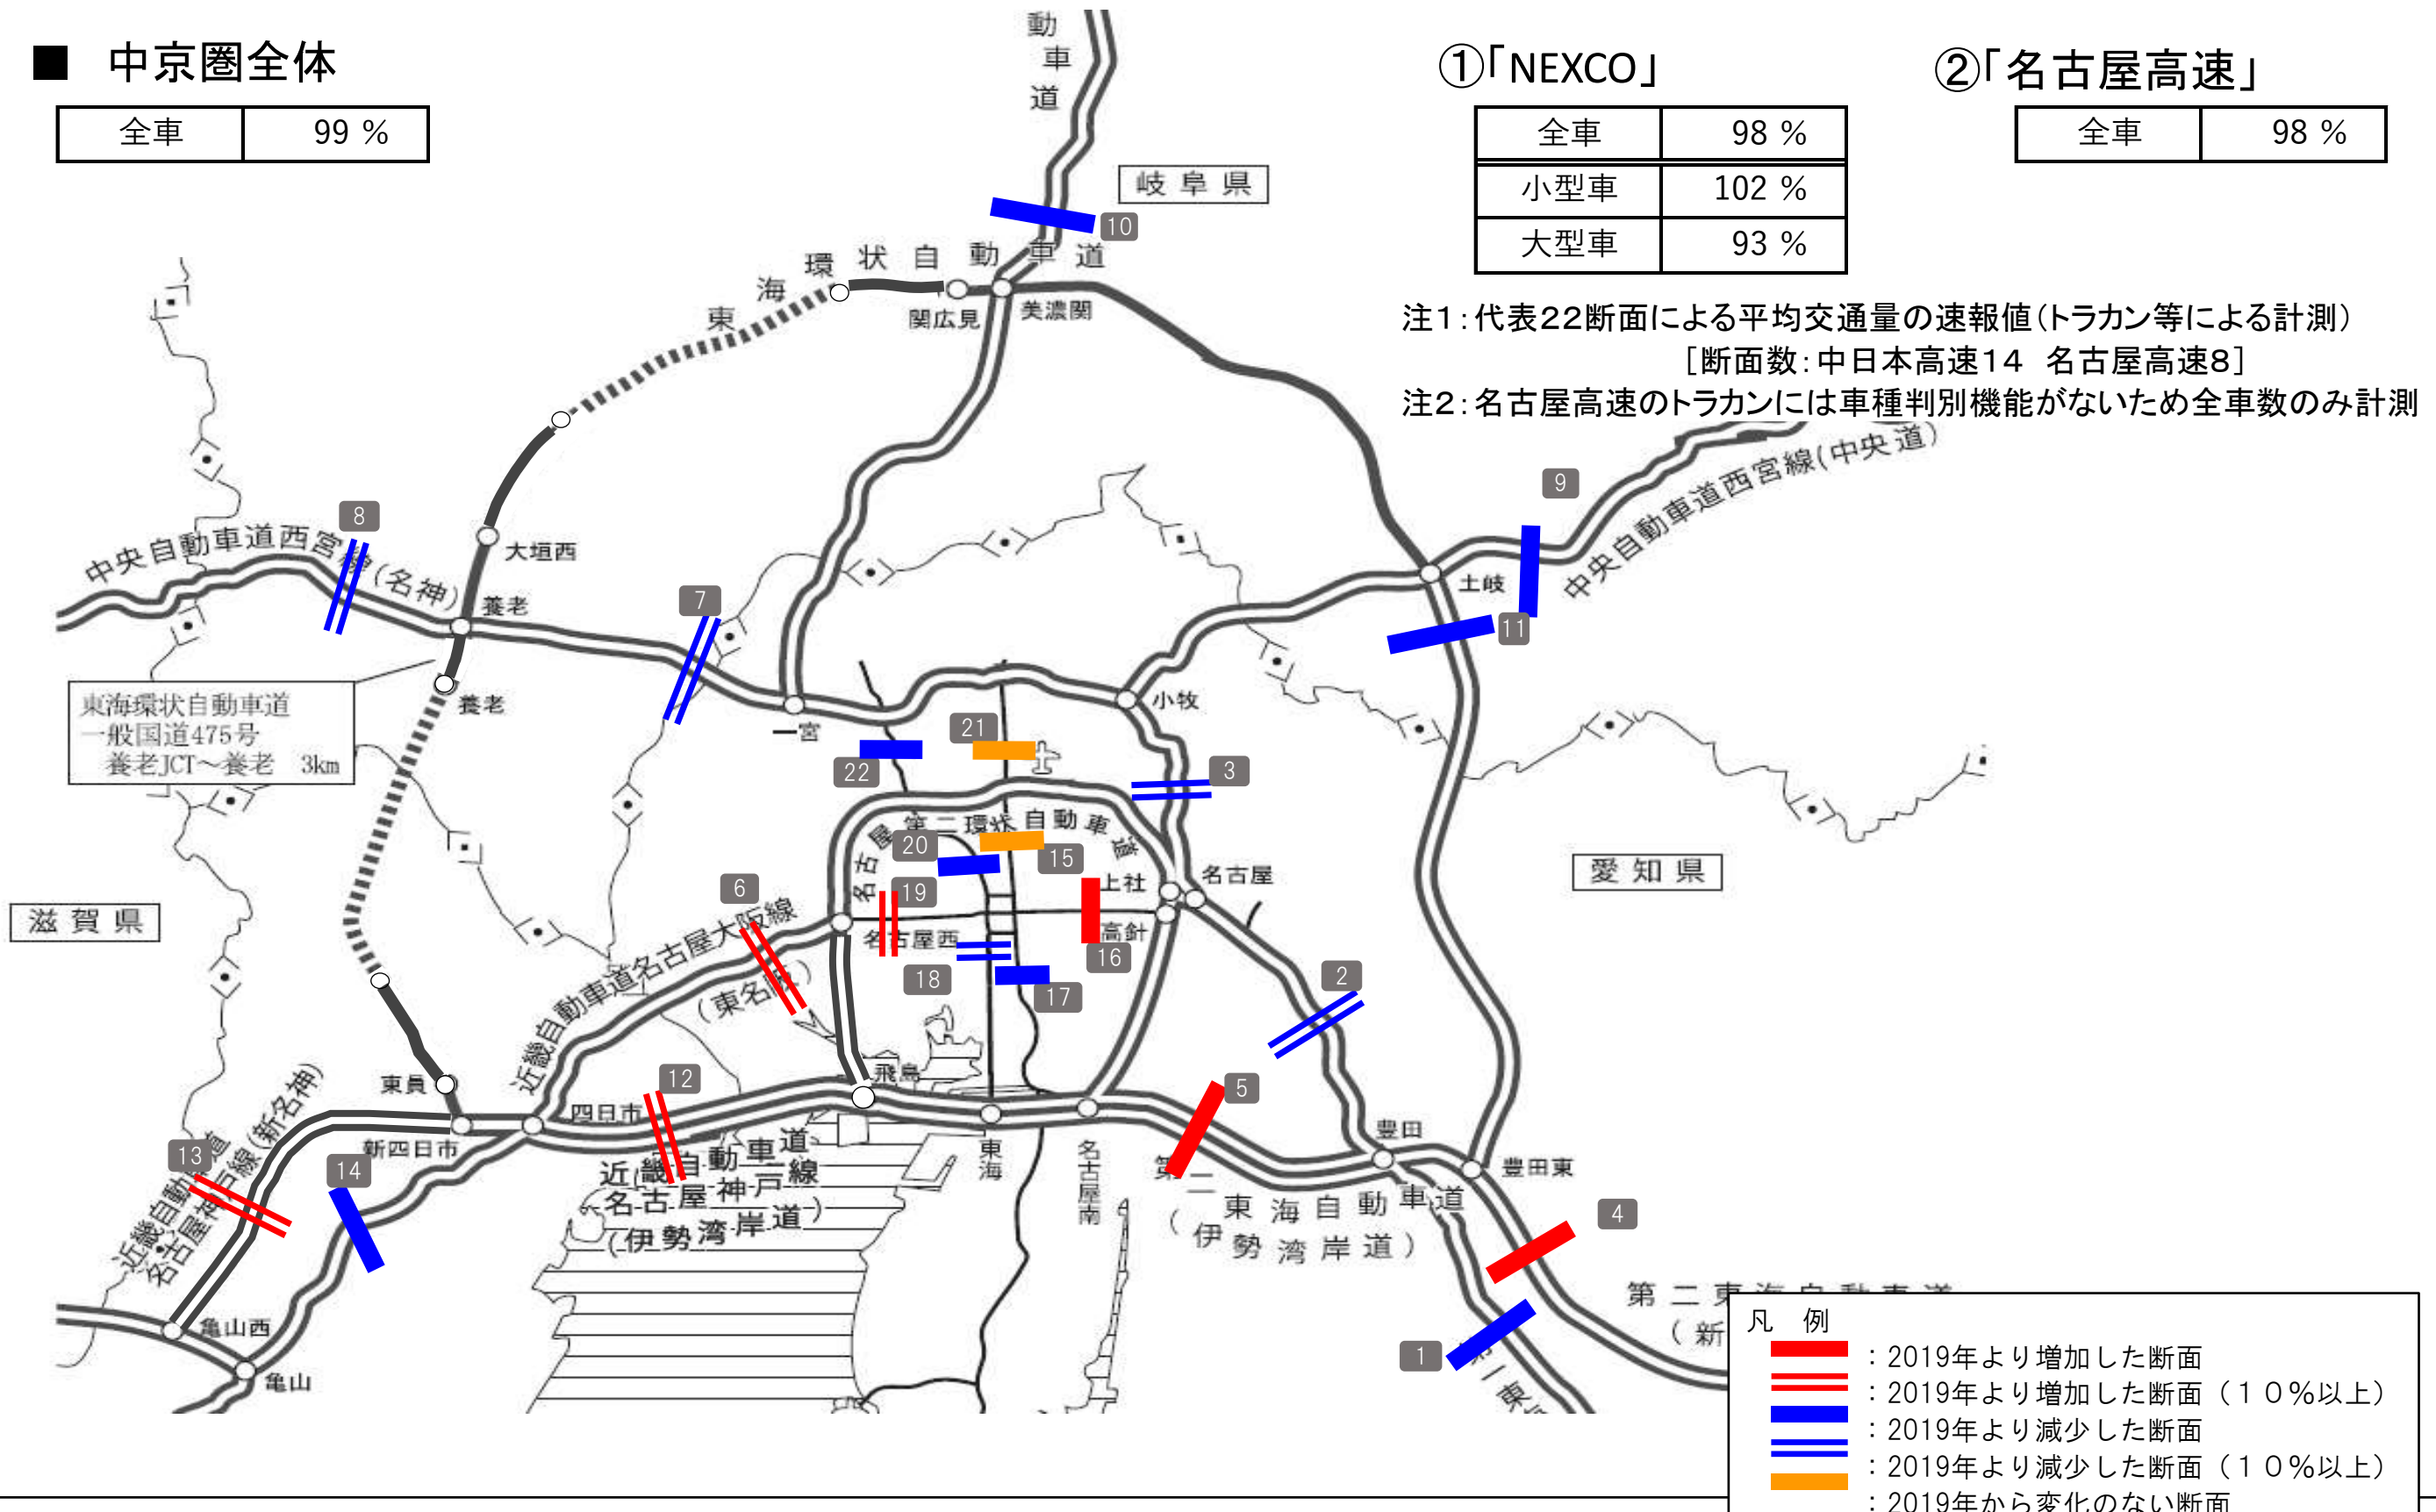 ■ 中京圏全体
全車 99 %
①「NEXCO」
全車 98 %
小型車 102 %
大型車 93 %
②「名古屋高速」
全車 98 %
注1：代表22断面による平均交通量の速報値（トラカン等による計測）
［断面数：中日本高速14 名古屋高速8］
注2：名古屋高速のトラカンには車種判別機能がないため全車数のみ計測
動車道
岐阜県
10
東海環状自動車道
関広見
美濃関
中央自動車道西宮線(中央道)
9
8
中央自動車道西宮線(名神)
大垣西
養老
7
土岐
11
東海環状自動車道
一般国道475号
養老JCT～養老 3km
養老
一宮
小牧
21
22
3
名古屋第二環状自動車道
20
15
19
上社
名古屋
愛知県
滋賀県
6
近畿自動車道名古屋大阪線
(東名阪)
名古屋西
高針
16
18
17
2
飛島
東員
12
5
四日市
新四日市
13
14
近畿自動車道
名古屋神戸線(新名神)
近畿自動車道
名古屋神戸線
(伊勢湾岸道)
東海
名古屋南
豊田
豊田東
第二東海自動車道
(伊勢湾岸道)
4
亀山西
亀山
1
第二東海自動車道
(新
第一東
凡 例
：2019年より増加した断面
：2019年より増加した断面（１０％以上）
：2019年より減少した断面
：2019年より減少した断面（１０％以上）
：2019年から変化のない断面